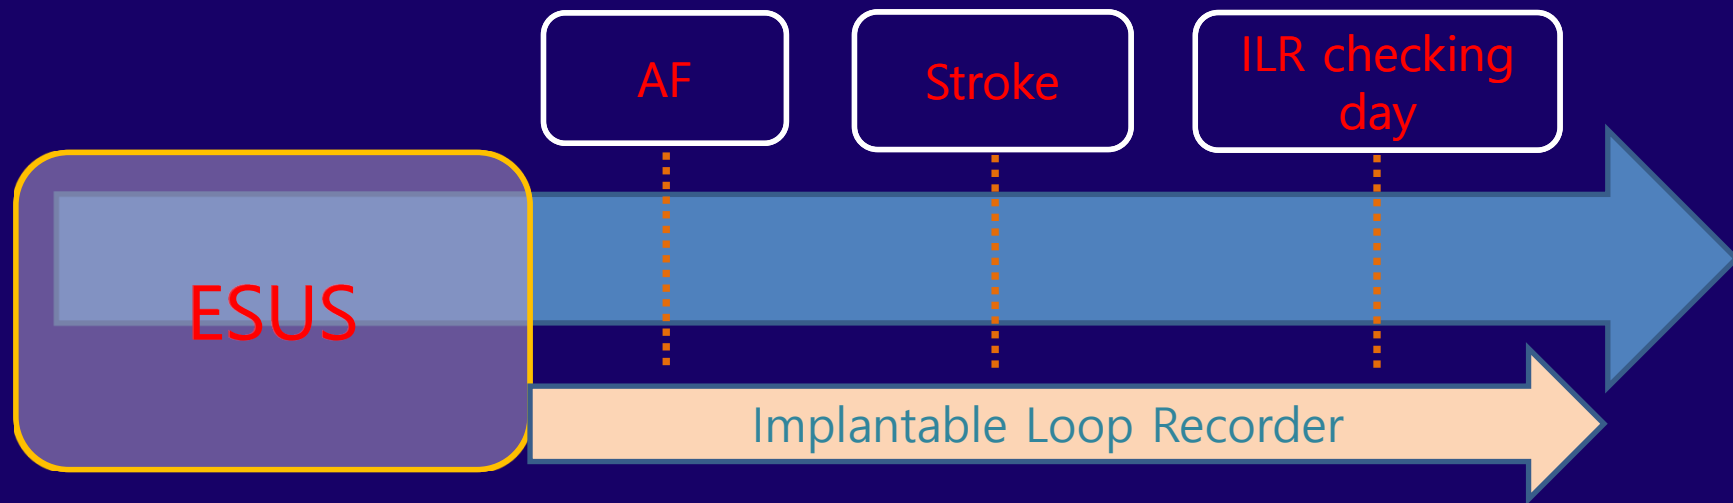 AF
Stroke
ILR checking
day
ESUS
Implantable Loop Recorder